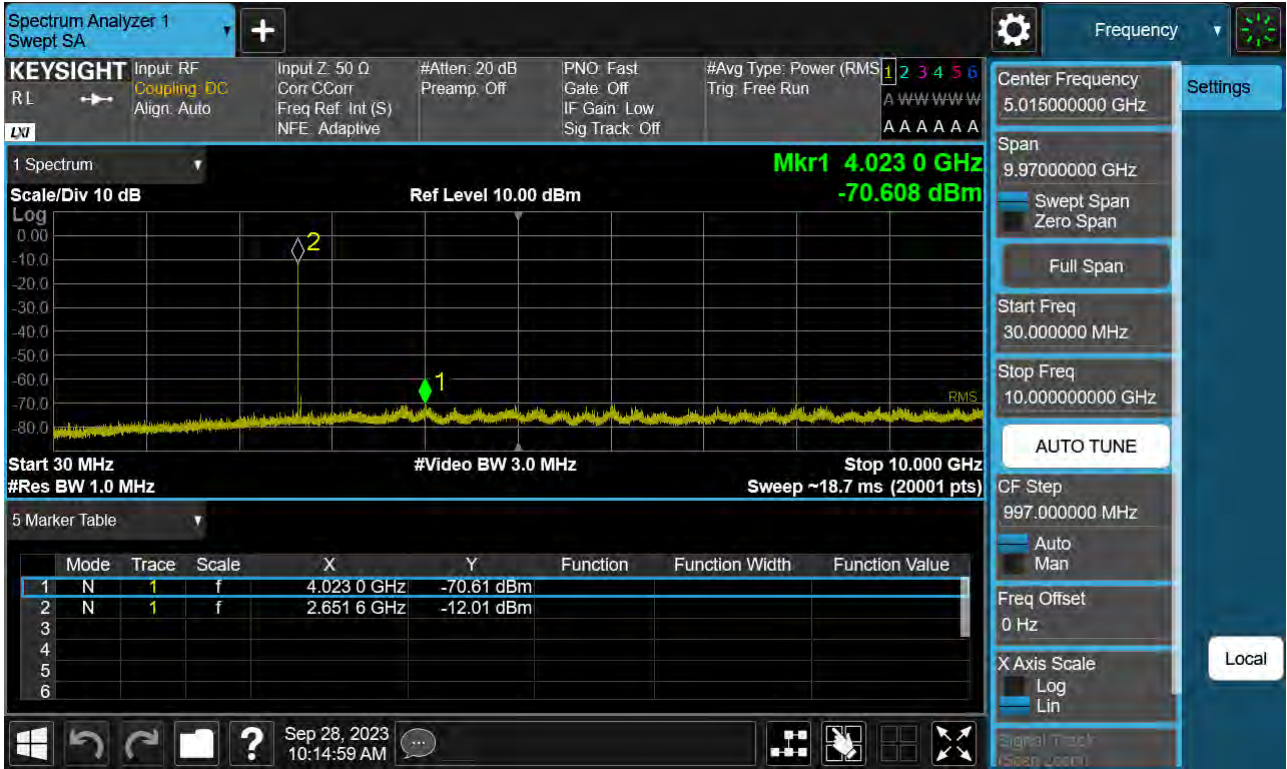 Spectrum Analyzer 1
Swept SA
Frequency
KEYSIGHT
RL
LXI
Input: RF
Coupling: DC
Align: Auto
Input Z: 50 Ω
Corr CCorr
Freq Ref: Int (S)
NFE: Adaptive
#Atten: 20 dB
Preamp: Off
PNO: Fast
Gate: Off
IF Gain: Low
Sig Track: Off
#Avg Type: Power (RMS
Trig: Free Run
1 2 3 4 5 6
A W W W W W
A A A A A A
1 Spectrum
Mkr1 4.023 0 GHz
-70.608 dBm
Scale/Div 10 dB
Ref Level 10.00 dBm
Log
0.00
-10.0
-20.0
-30.0
-40.0
-50.0
-60.0
-70.0
-80.0
2
1
RMS
Start 30 MHz
#Video BW 3.0 MHz
Stop 10.000 GHz
#Res BW 1.0 MHz
Sweep ~18.7 ms (20001 pts)
5 Marker Table
Mode Trace Scale X Y Function Function Width Function Value
1 N 1 f 4.023 0 GHz -70.61 dBm
2 N 1 f 2.651 6 GHz -12.01 dBm
3
4
5
6
Sep 28, 2023
10:14:59 AM
Center Frequency
5.015000000 GHz
Settings
Span
9.97000000 GHz
Swept Span
Zero Span
Full Span
Start Freq
30.000000 MHz
Stop Freq
10.000000000 GHz
AUTO TUNE
CF Step
997.000000 MHz
Auto
Man
Freq Offset
0 Hz
X Axis Scale
Log
Lin
Local
Signal Track
(Span Zoom)